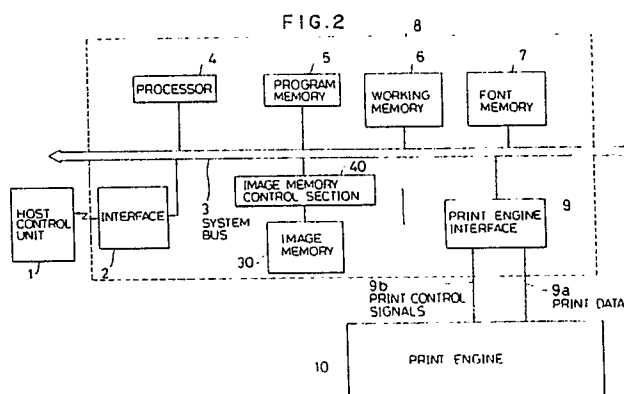 FIG.2
8
4
5
6
7
PROCESSOR
PROGRAM
MEMORY
WORKING
MEMORY
FONT
MEMORY
40
IMAGE MEMORY
CONTROL SECTION
3
SYSTEM
BUS
HOST
CONTROL
UNIT
1
INTERFACE
2
IMAGE
MEMORY
30
PRINT ENGINE
INTERFACE
9
9b
PRINT CONTROL
SIGNALS
9a
PRINT DATA
10
PRINT ENGINE